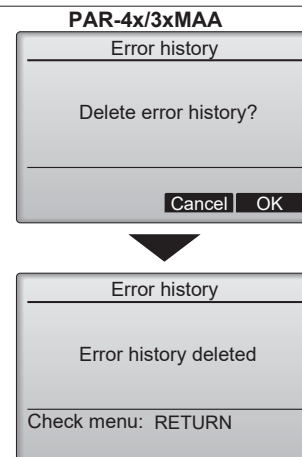 PAR-4x/3xMAA
Error history
Delete error history?
Cancel OK
Error history
Error history deleted
Check menu: RETURN